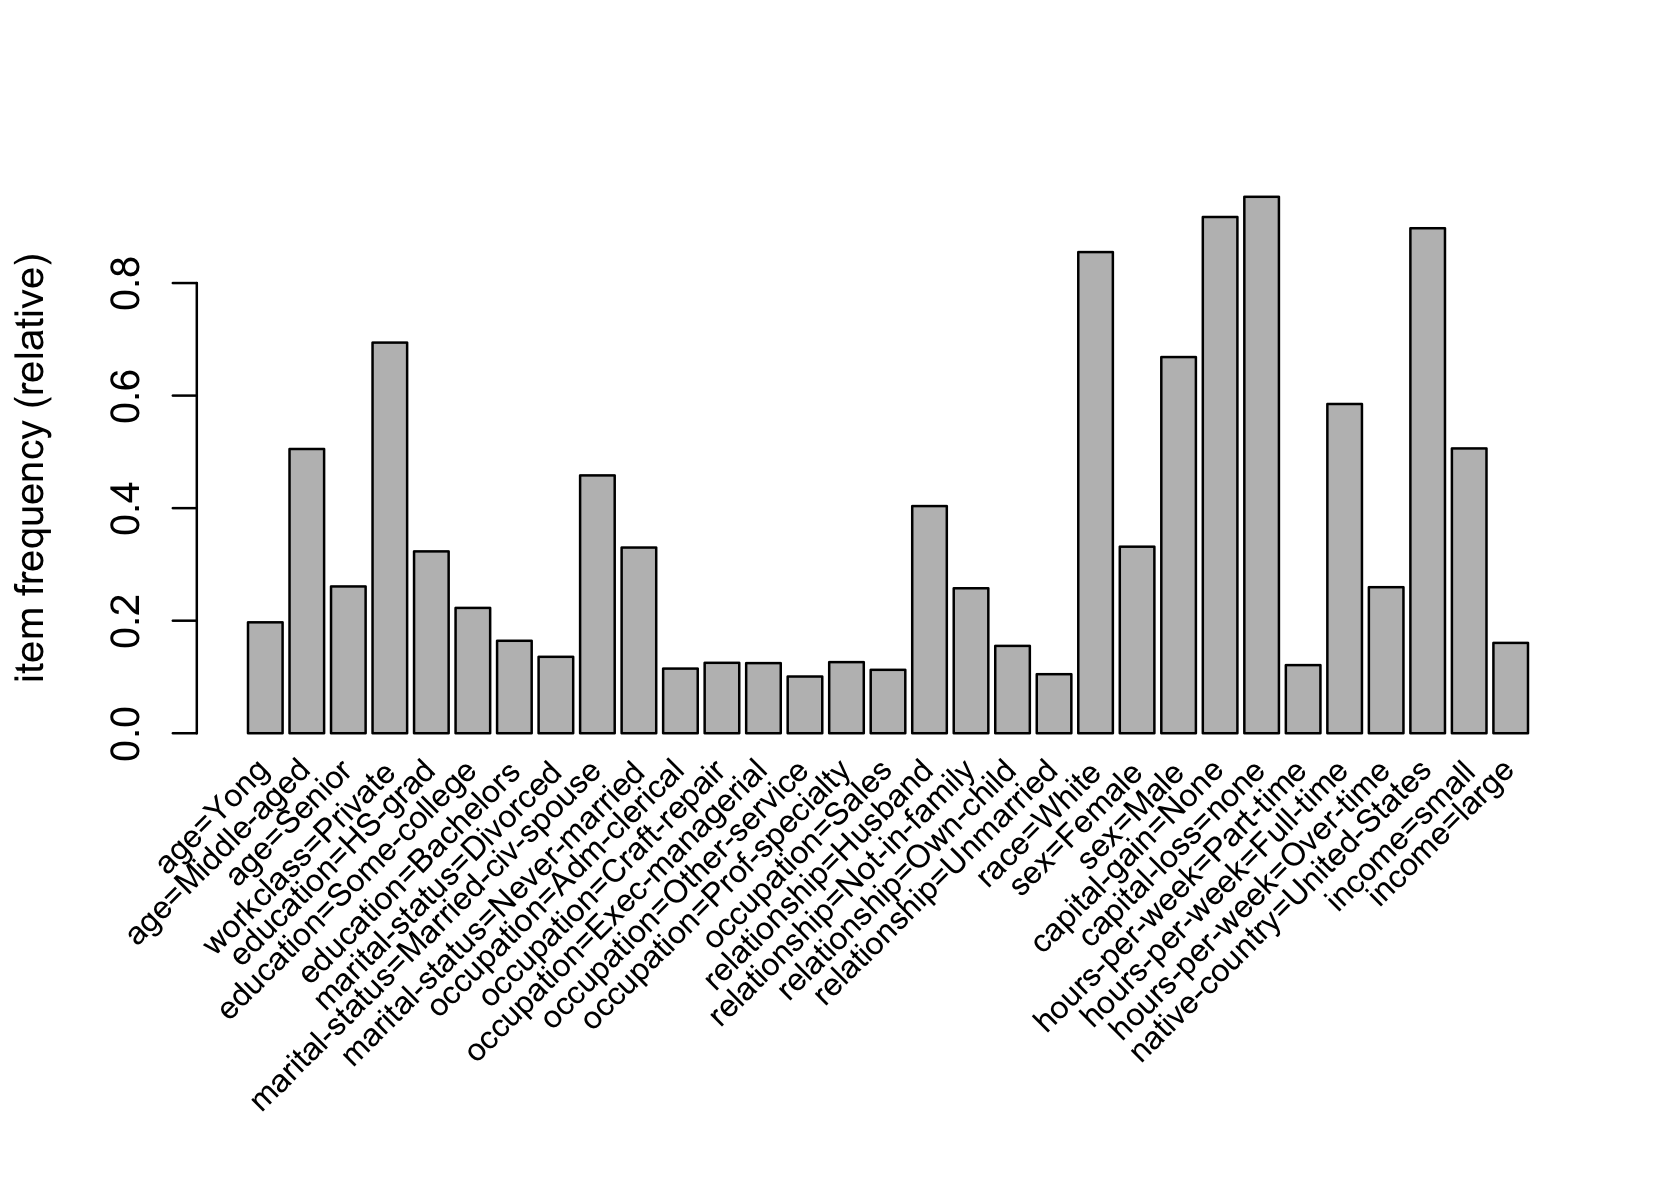 item frequency (relative)
0.0
0.2
0.4
0.6
0.8
age=Yong
age=Middle-aged
age=Senior
workclass=Private
education=HS-grad
education=Some-college
education=Bachelors
marital-status=Divorced
marital-status=Married-civ-spouse
marital-status=Never-married
occupation=Adm-clerical
occupation=Craft-repair
occupation=Exec-managerial
occupation=Other-service
occupation=Prof-specialty
occupation=Sales
relationship=Husband
relationship=Not-in-family
relationship=Own-child
relationship=Unmarried
race=White
sex=Female
sex=Male
capital-gain=None
capital-loss=none
hours-per-week=Part-time
hours-per-week=Full-time
hours-per-week=Over-time
native-country=United-States
income=small
income=large